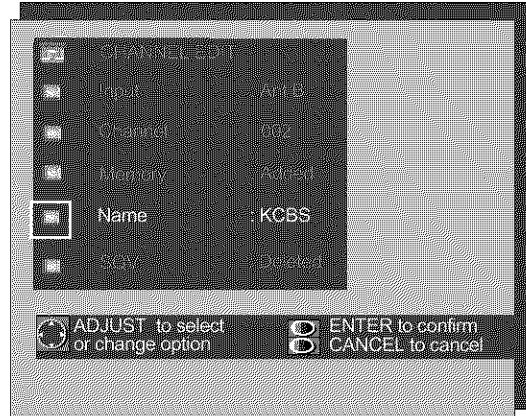 CHANNEL EDIT
Input : Ant B
Channel : 002
Memory : Added
Name : KCBS
SQV : Deleted
ADJUST to select ENTER to confirm
or change option CANCEL to cancel